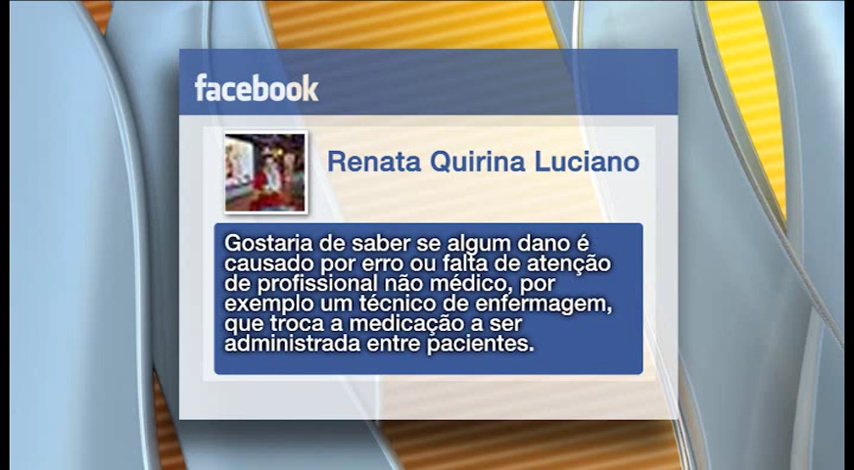 facebook
Renata Quirina Luciano
Gostaria de saber se algum dano é
causado por erro ou falta de atenção
de profissional não médico, por
exemplo um técnico de enfermagem,
que troca a medicação a ser
administrada entre pacientes.